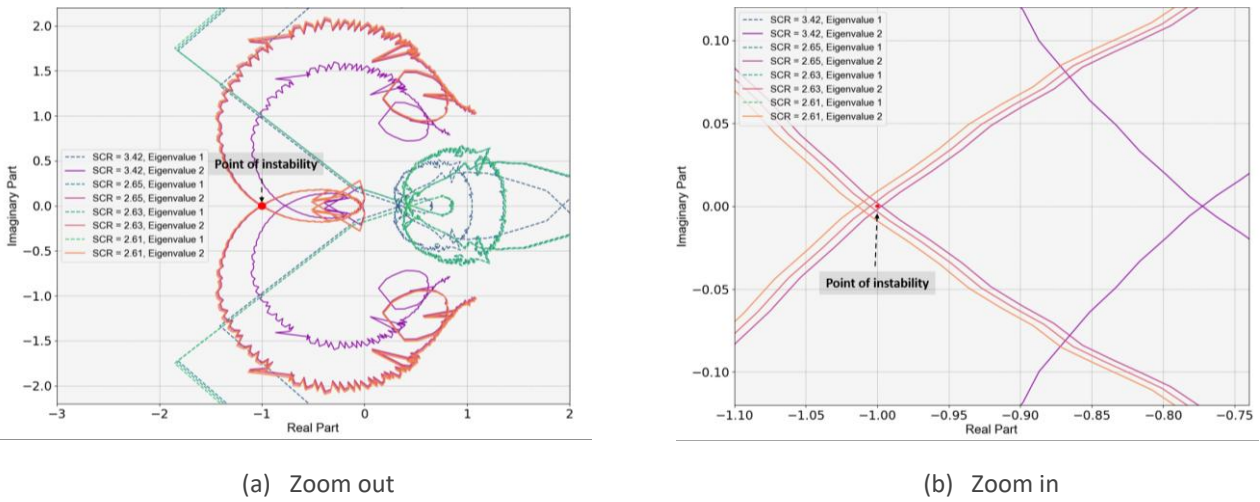 2.0
1.5
1.0
0.5
0.0
−0.5
−1.0
−1.5
−2.0
Imaginary Part
SCR = 3.42, Eigenvalue 1
SCR = 3.42, Eigenvalue 2
SCR = 2.65, Eigenvalue 1
SCR = 2.65, Eigenvalue 2
SCR = 2.63, Eigenvalue 1
SCR = 2.63, Eigenvalue 2
SCR = 2.61, Eigenvalue 1
SCR = 2.61, Eigenvalue 2
Point of instability
−3 −2 −1 0 1 2
Real Part
(a) Zoom out
0.10
0.05
0.00
−0.05
−0.10
Imaginary Part
SCR = 3.42, Eigenvalue 1
SCR = 3.42, Eigenvalue 2
SCR = 2.65, Eigenvalue 1
SCR = 2.65, Eigenvalue 2
SCR = 2.63, Eigenvalue 1
SCR = 2.63, Eigenvalue 2
SCR = 2.61, Eigenvalue 1
SCR = 2.61, Eigenvalue 2
Point of instability
−1.10 −1.05 −1.00 −0.95 −0.90 −0.85 −0.80 −0.75
Real Part
(b) Zoom in